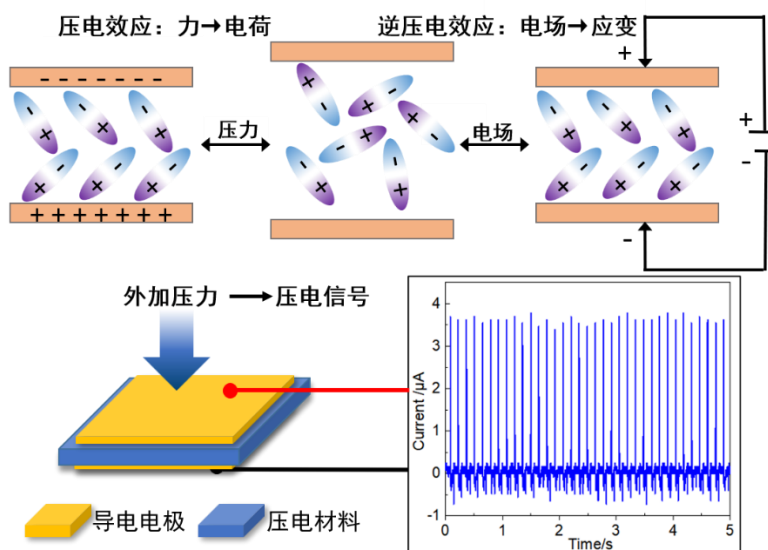 压电效应：力→电荷
逆压电效应：电场→应变
- - - - - - -
+ + + + + + +
压力
电场
+
-
+
-
外加压力 → 压电信号
导电电极
压电材料
Current /μA
4
3
2
1
0
-1
0 1 2 3 4 5
Time/s